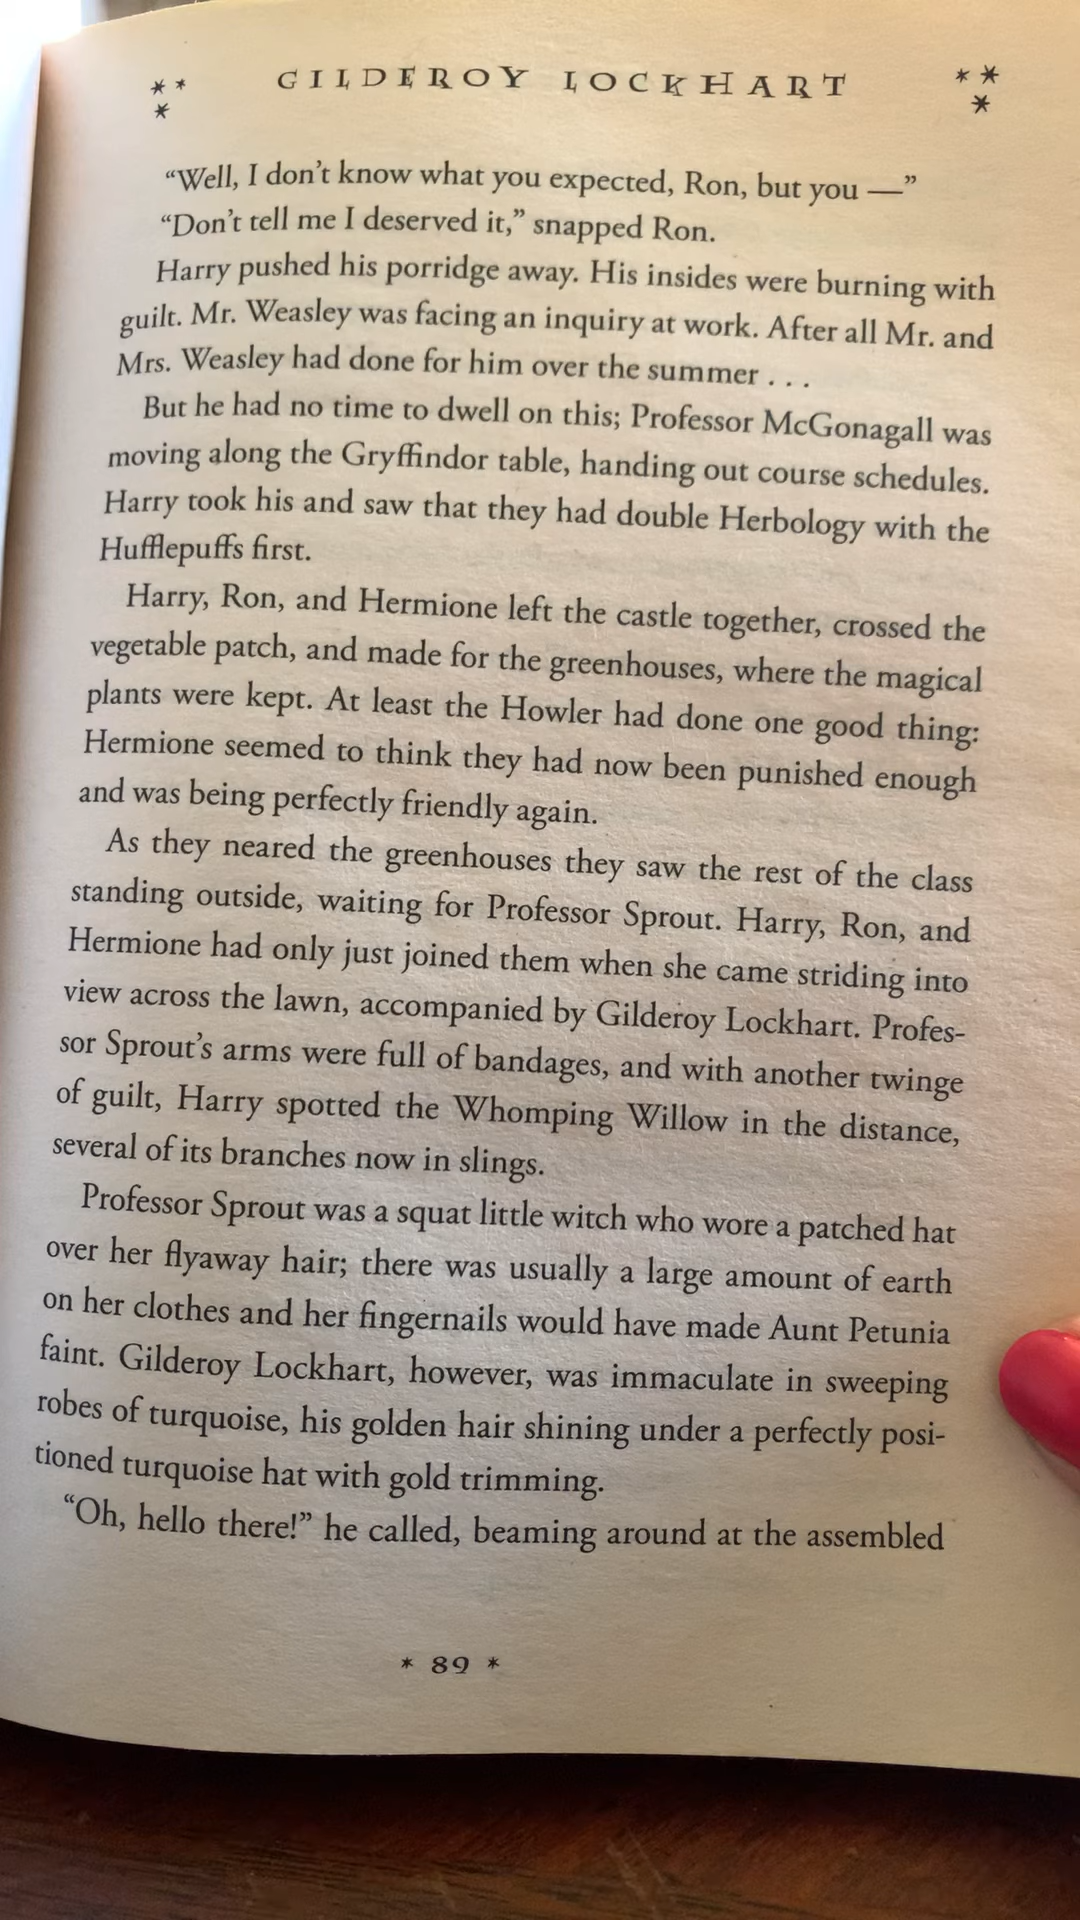 GILDEROY LOCKHART
“Well, I don’t know what you expected, Ron, but you —”
“Don’t tell me I deserved it,” snapped Ron.
Harry pushed his porridge away. His insides were burning with
guilt. Mr. Weasley was facing an inquiry at work. After all Mr. and
Mrs. Weasley had done for him over the summer . . .
But he had no time to dwell on this; Professor McGonagall was
moving along the Gryffindor table, handing out course schedules.
Harry took his and saw that they had double Herbology with the
Hufflepuffs first.
Harry, Ron, and Hermione left the castle together, crossed the
vegetable patch, and made for the greenhouses, where the magical
plants were kept. At least the Howler had done one good thing:
Hermione seemed to think they had now been punished enough
and was being perfectly friendly again.
As they neared the greenhouses they saw the rest of the class
standing outside, waiting for Professor Sprout. Harry, Ron, and
Hermione had only just joined them when she came striding into
view across the lawn, accompanied by Gilderoy Lockhart. Profes-
sor Sprout’s arms were full of bandages, and with another twinge
of guilt, Harry spotted the Whomping Willow in the distance,
several of its branches now in slings.
Professor Sprout was a squat little witch who wore a patched hat
over her flyaway hair; there was usually a large amount of earth
on her clothes and her fingernails would have made Aunt Petunia
faint. Gilderoy Lockhart, however, was immaculate in sweeping
robes of turquoise, his golden hair shining under a perfectly posi-
tioned turquoise hat with gold trimming.
“Oh, hello there!” he called, beaming around at the assembled
* 89 *